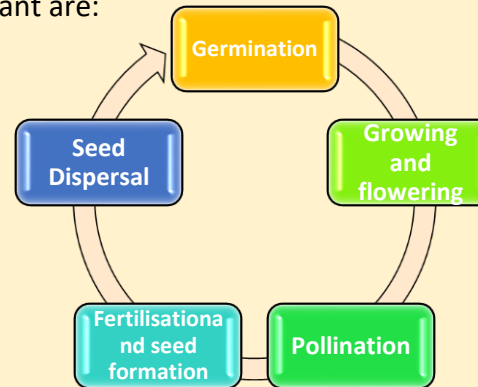 ant are:
Germination
Growing
and
flowering
Pollination
Fertilisationa
nd seed
formation
Seed
Dispersal